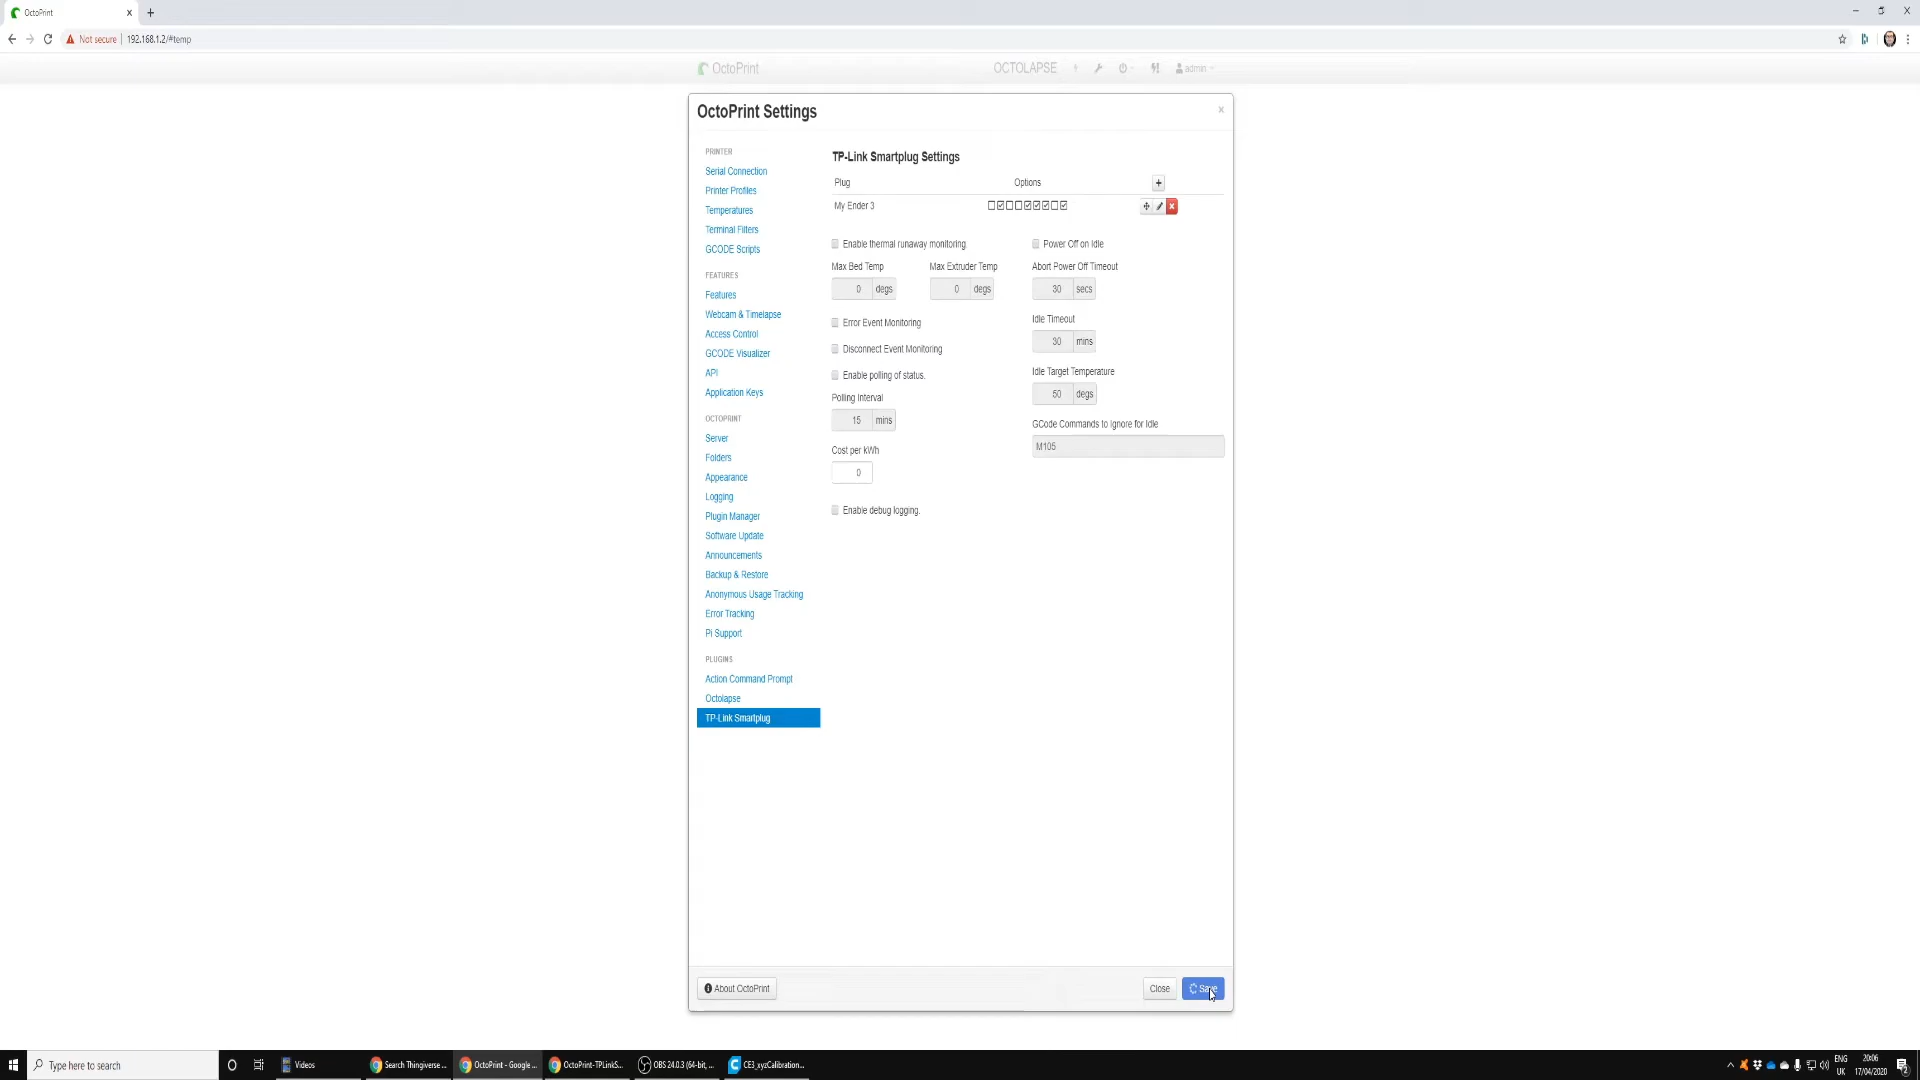 OctoPrint
Not secure 192.168.1.2/#temp
OctoPrint
OCTOLAPSE
admin
OctoPrint Settings
PRINTER
Serial Connection
Printer Profiles
Temperatures
Terminal Filters
GCODE Scripts
FEATURES
Features
Webcam & Timelapse
Access Control
GCODE Visualizer
API
Application Keys
OCTOPRINT
Server
Folders
Appearance
Logging
Plugin Manager
Software Update
Announcements
Backup & Restore
Anonymous Usage Tracking
Error Tracking
Pi Support
PLUGINS
Action Command Prompt
Octolapse
TP-Link Smartplug
TP-Link Smartplug Settings
Plug Options
My Ender 3
Enable thermal runaway monitoring
Max Bed Temp Max Extruder Temp
0 degs 0 degs
Error Event Monitoring
Disconnect Event Monitoring
Enable polling of status.
Polling Interval
15 mins
Cost per kWh
0
Enable debug logging.
Power Off on Idle
Abort Power Off Timeout
30 secs
Idle Timeout
30 mins
Idle Target Temperature
50 degs
GCode Commands to Ignore for Idle
M105
About OctoPrint
Close
Save
Type here to search
Videos
Search Thingiverse ...
OctoPrint - Google ...
OctoPrint-TPLinkS...
OBS 24.0.3 (64-bit, ...
CE3_xyzCalibration...
ENG
UK
20:06
17/04/2020
2